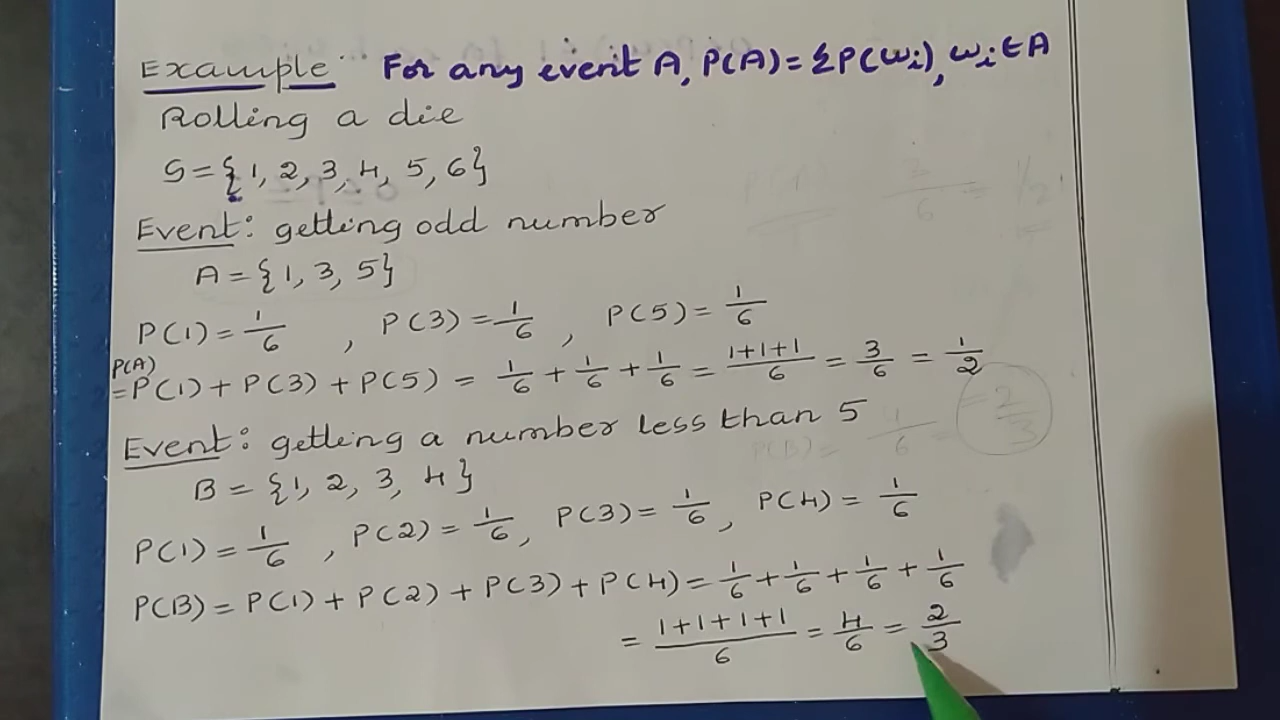 Example For any event A, P(A) = ΣP(ωi), ωi ∈ A
Rolling a die
S = {1, 2, 3, 4, 5, 6}
Event: getting odd number
A = {1, 3, 5}
P(1) = 1/6 , P(3) = 1/6 , P(5) = 1/6
P(A)
= P(1) + P(3) + P(5) = 1/6 + 1/6 + 1/6 = 1+1+1/6 = 3/6 = 1/2
Event: getting a number less than 5
B = {1, 2, 3, 4}
P(1) = 1/6 , P(2) = 1/6 , P(3) = 1/6 , P(4) = 1/6
P(B) = P(1) + P(2) + P(3) + P(4) = 1/6 + 1/6 + 1/6 + 1/6
= 1+1+1+1/6 = 4/6 = 2/3